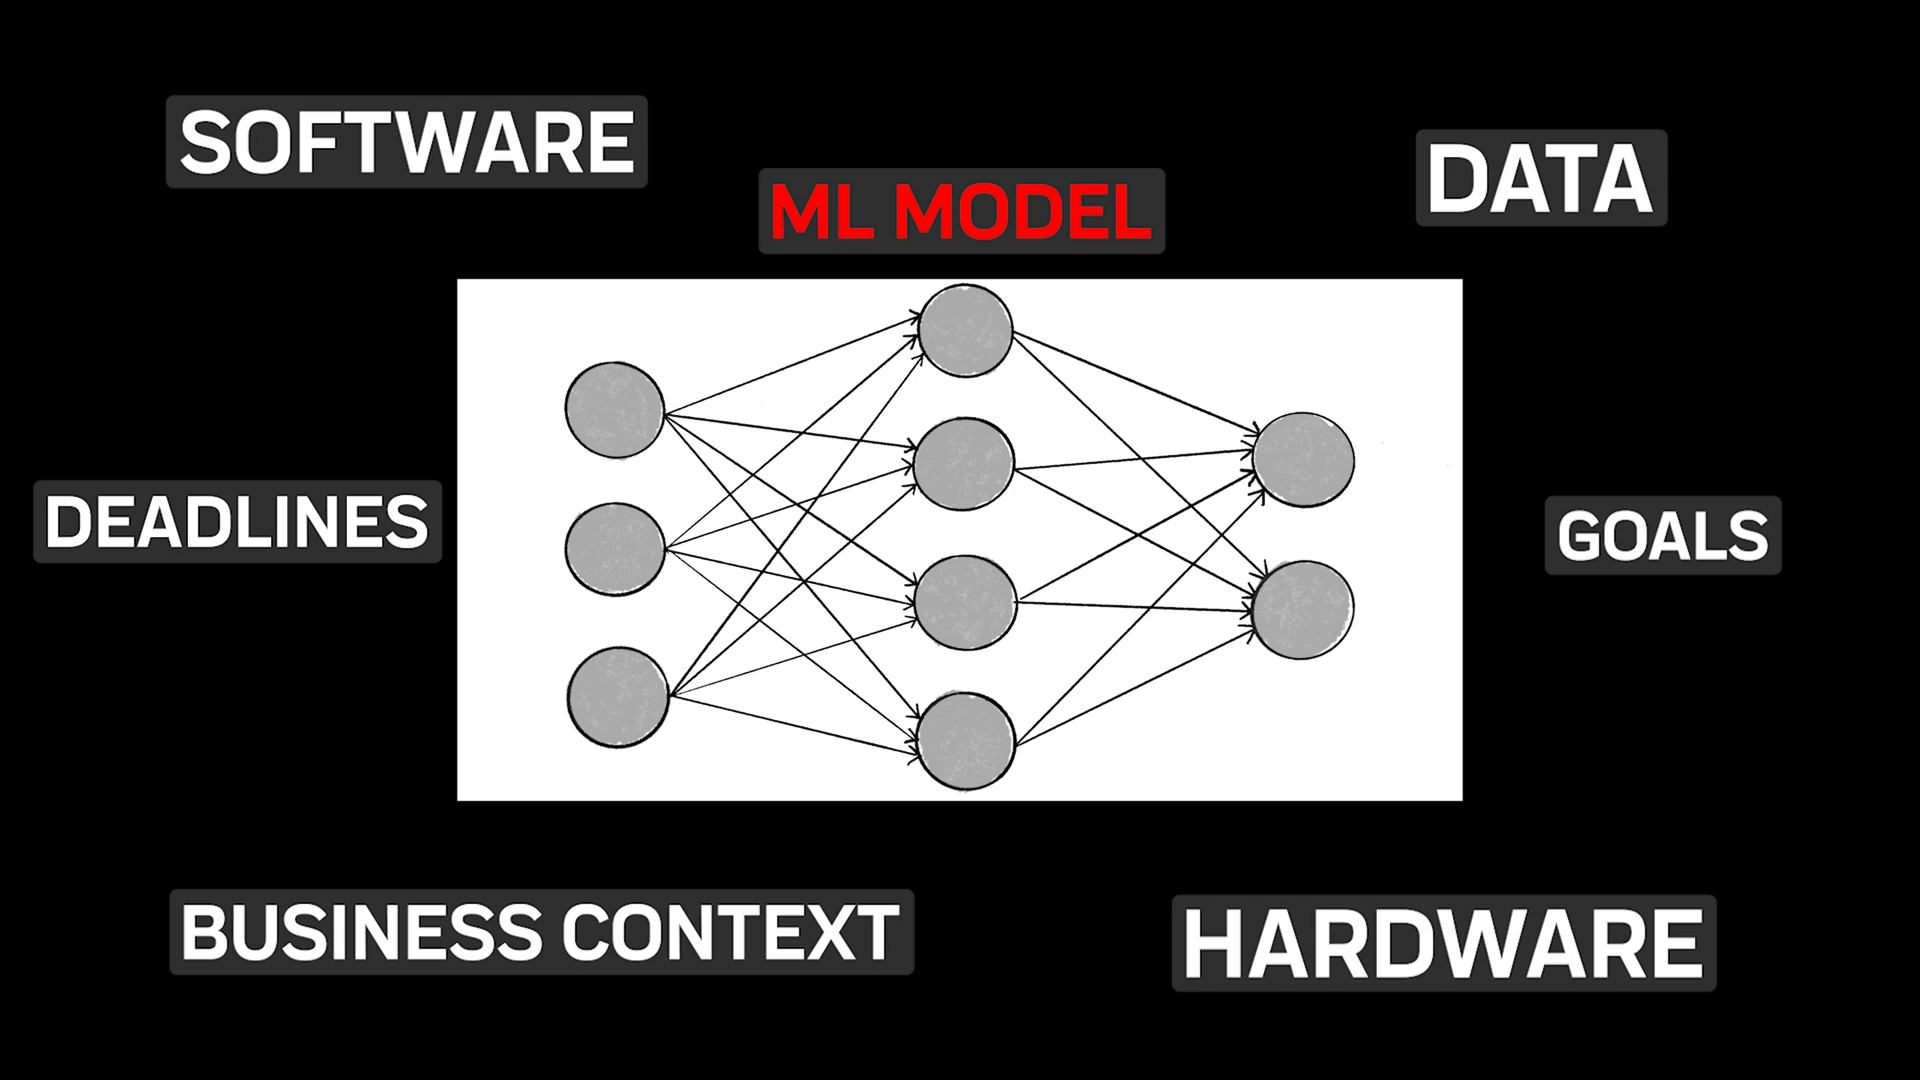 SOFTWARE
DATA
ML MODEL
DEADLINES
GOALS
BUSINESS CONTEXT
HARDWARE